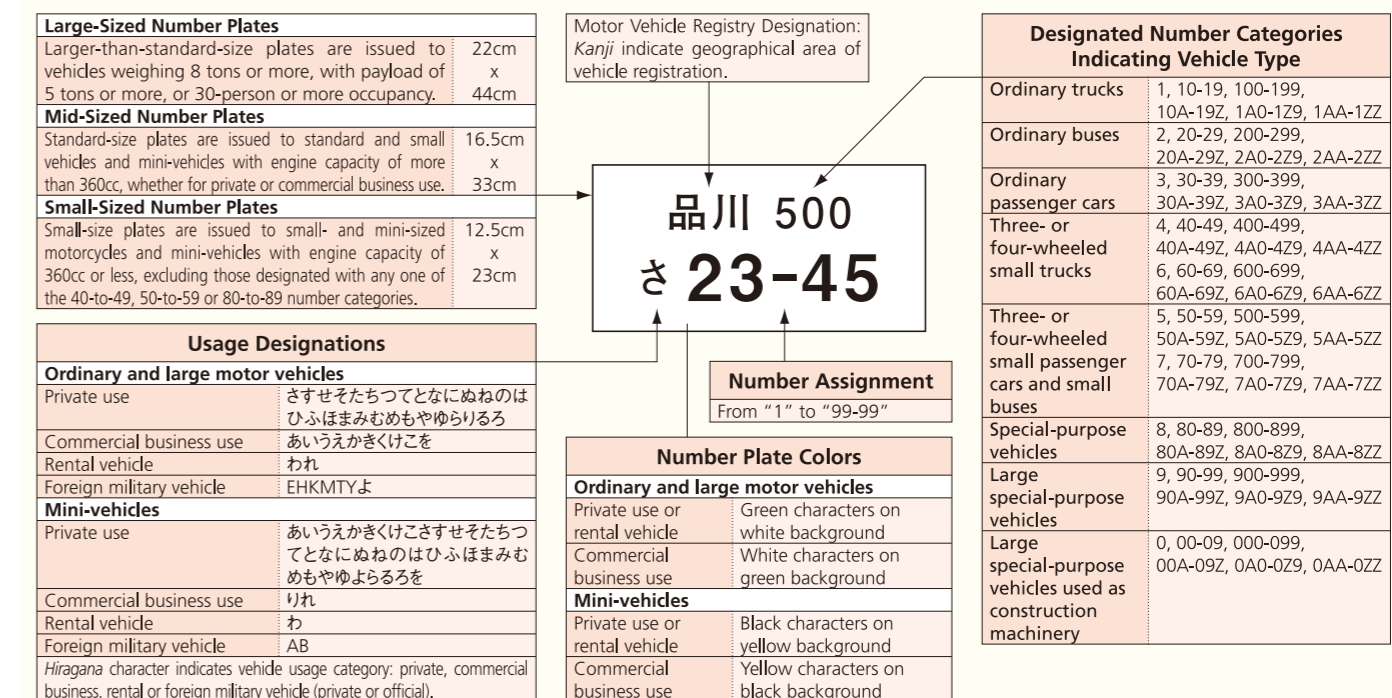 Large-Sized Number Plates
Larger-than-standard-size plates are issued to
vehicles weighing 8 tons or more, with payload of
5 tons or more, or 30-person or more occupancy.
22cm
x
44cm
Mid-Sized Number Plates
Standard-size plates are issued to standard and small
vehicles and mini-vehicles with engine capacity of more
than 360cc, whether for private or commercial business use.
16.5cm
x
33cm
Small-Sized Number Plates
Small-size plates are issued to small- and mini-sized
motorcycles and mini-vehicles with engine capacity of
360cc or less, excluding those designated with any one of
the 40-to-49, 50-to-59 or 80-to-89 number categories.
12.5cm
x
23cm
Usage Designations
Ordinary and large motor vehicles
Private use
さすせそたちつてとなにぬねのは
ひふほまみむめもやゆらりるろ
Commercial business use
あいうえかきくけこを
Rental vehicle
われ
Foreign military vehicle
EHKMTYよ
Mini-vehicles
Private use
あいうえかきくけこさすせそたちつ
てとなにぬねのはひふほまみむ
めもやゆよらるろを
Commercial business use
りれ
Rental vehicle
わ
Foreign military vehicle
AB
Hiragana character indicates vehicle usage category: private, commercial
business, rental or foreign military vehicle (private or official).
Motor Vehicle Registry Designation:
Kanji indicate geographical area of
vehicle registration.
品川 500
さ 23-45
Number Assignment
From "1" to "99-99"
Number Plate Colors
Ordinary and large motor vehicles
Private use or
rental vehicle
Green characters on
white background
Commercial
business use
White characters on
green background
Mini-vehicles
Private use or
rental vehicle
Black characters on
yellow background
Commercial
business use
Yellow characters on
black background
Designated Number Categories
Indicating Vehicle Type
Ordinary trucks
1, 10-19, 100-199,
10A-19Z, 1A0-1Z9, 1AA-1ZZ
Ordinary buses
2, 20-29, 200-299,
20A-29Z, 2A0-2Z9, 2AA-2ZZ
Ordinary
passenger cars
3, 30-39, 300-399,
30A-39Z, 3A0-3Z9, 3AA-3ZZ
Three- or
four-wheeled
small trucks
4, 40-49, 400-499,
40A-49Z, 4A0-4Z9, 4AA-4ZZ
6, 60-69, 600-699,
60A-69Z, 6A0-6Z9, 6AA-6ZZ
Three- or
four-wheeled
small passenger
cars and small
buses
5, 50-59, 500-599,
50A-59Z, 5A0-5Z9, 5AA-5ZZ
7, 70-79, 700-799,
70A-79Z, 7A0-7Z9, 7AA-7ZZ
Special-purpose
vehicles
8, 80-89, 800-899,
80A-89Z, 8A0-8Z9, 8AA-8ZZ
Large
special-purpose
vehicles
9, 90-99, 900-999,
90A-99Z, 9A0-9Z9, 9AA-9ZZ
Large
special-purpose
vehicles used as
construction
machinery
0, 00-09, 000-099,
00A-09Z, 0A0-0Z9, 0AA-0ZZ